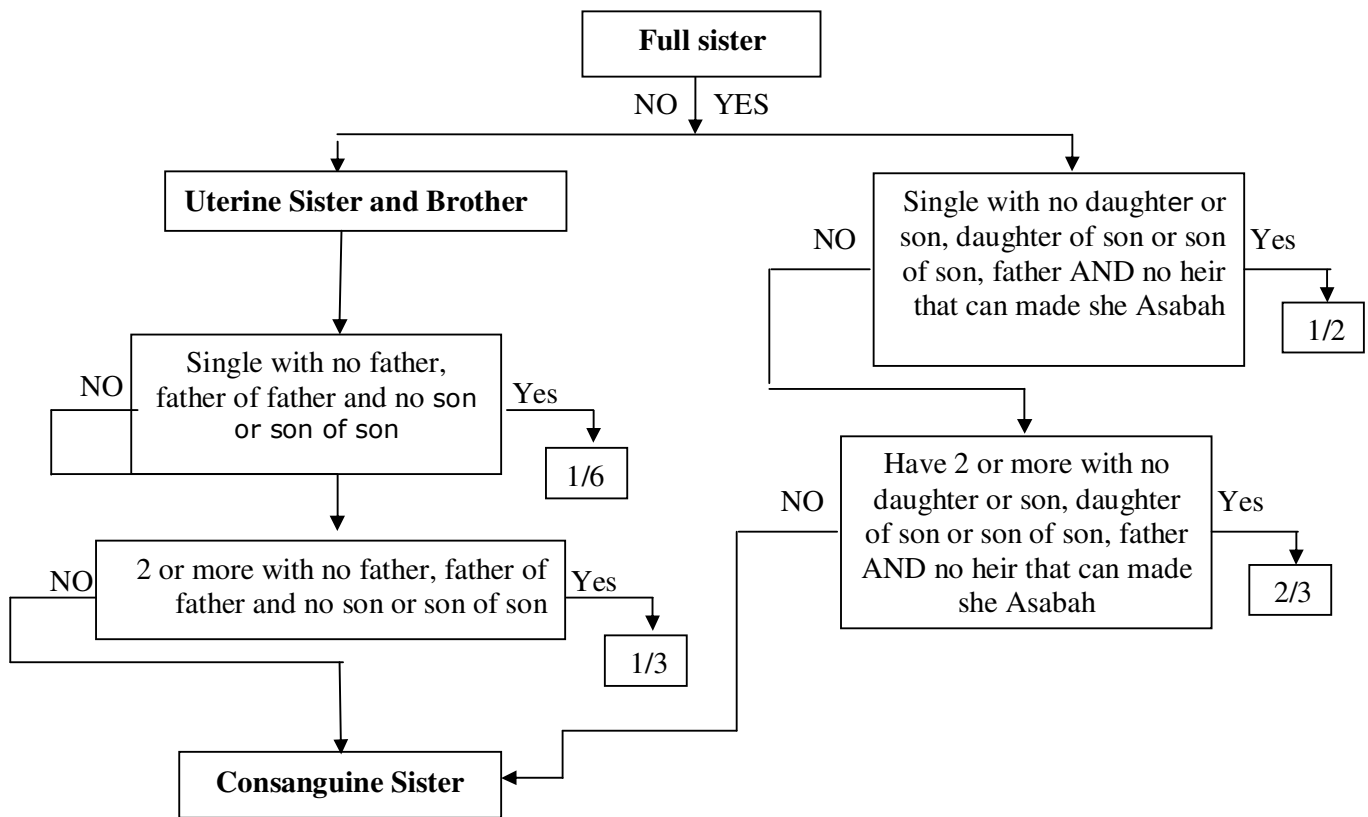 Full sister
NO YES
Uterine Sister and Brother
Single with no daughter or
son, daughter of son or son
of son, father AND no heir
that can made she Asabah
NO
Yes
1/2
Single with no father,
father of father and no son
or son of son
NO
Yes
1/6
Have 2 or more with no
daughter or son, daughter
of son or son of son, father
AND no heir that can made
she Asabah
NO
Yes
2/3
2 or more with no father, father of
father and no son or son of son
NO
Yes
1/3
Consanguine Sister